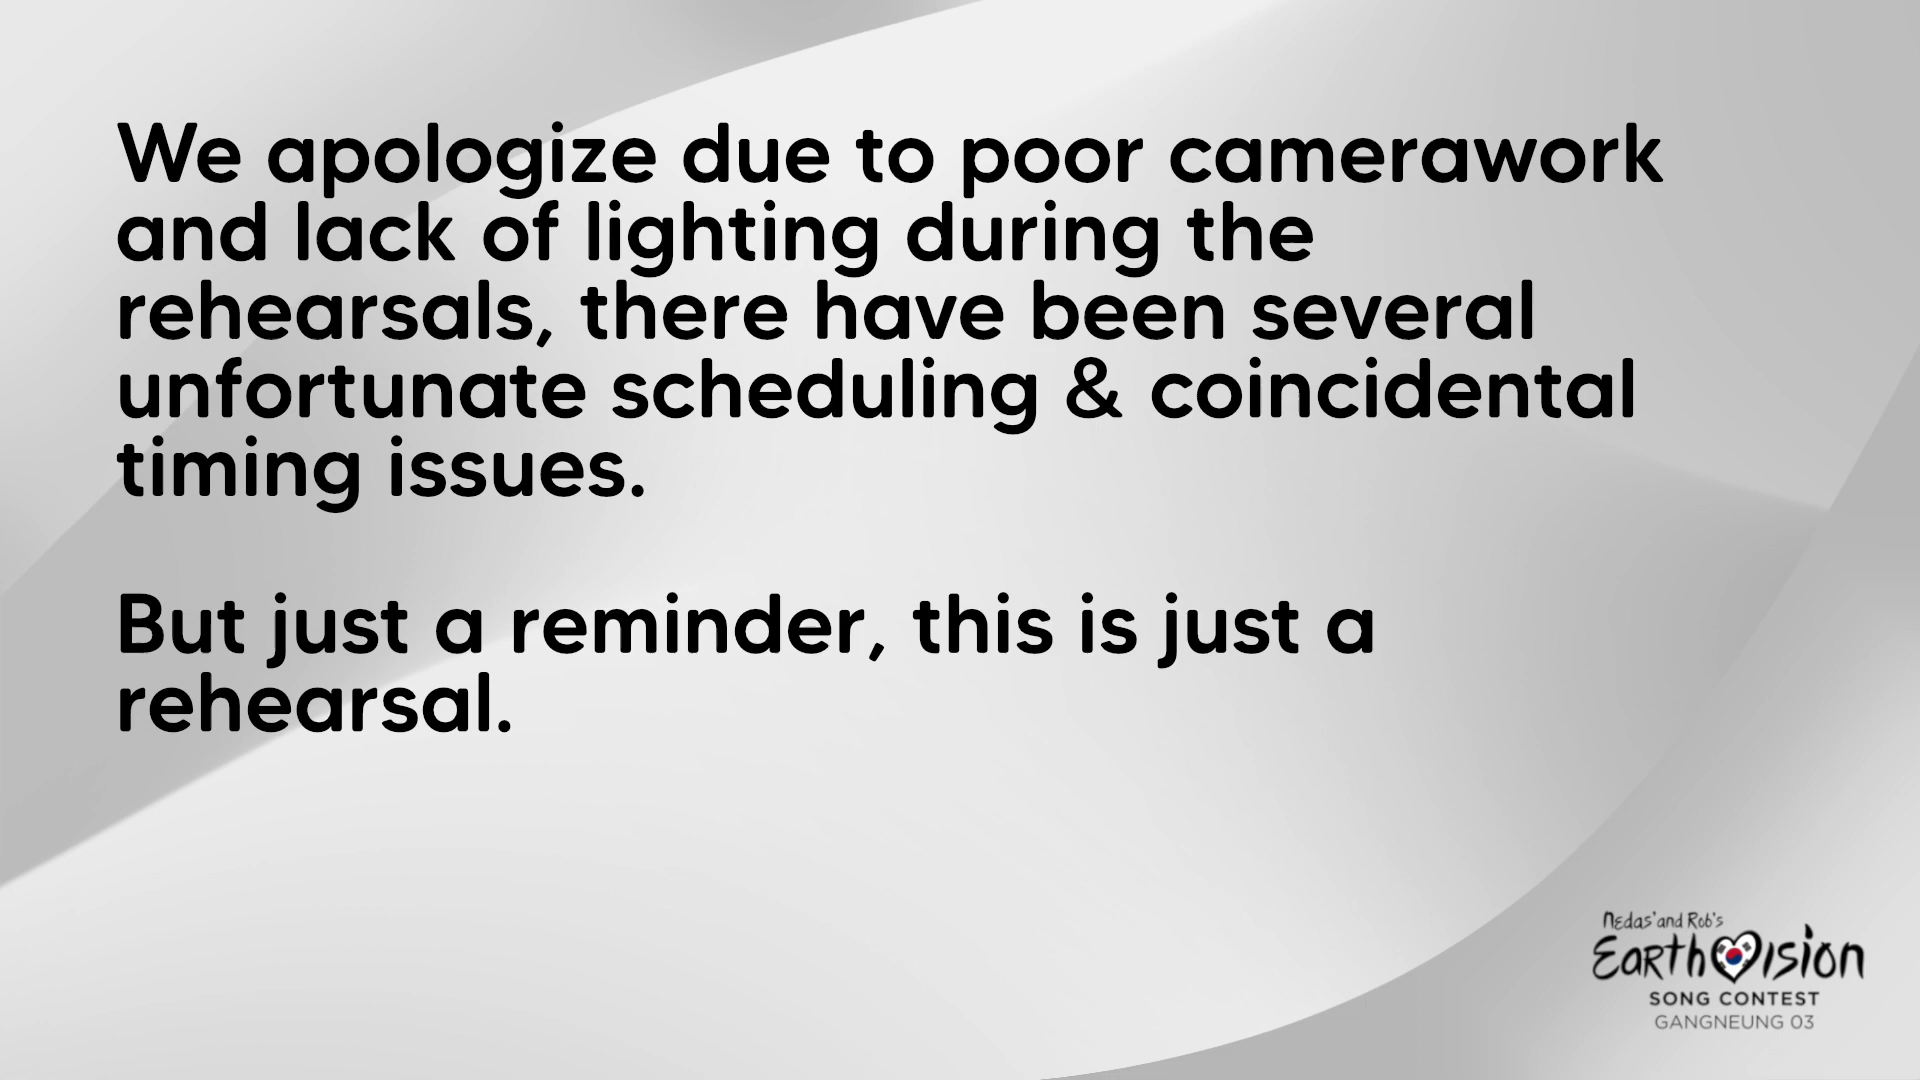 We apologize due to poor camerawork
and lack of lighting during the
rehearsals, there have been several
unfortunate scheduling & coincidental
timing issues.
But just a reminder, this is just a
rehearsal.
Nedas' and Rob's
Earthvision
SONG CONTEST
GANGNEUNG 03